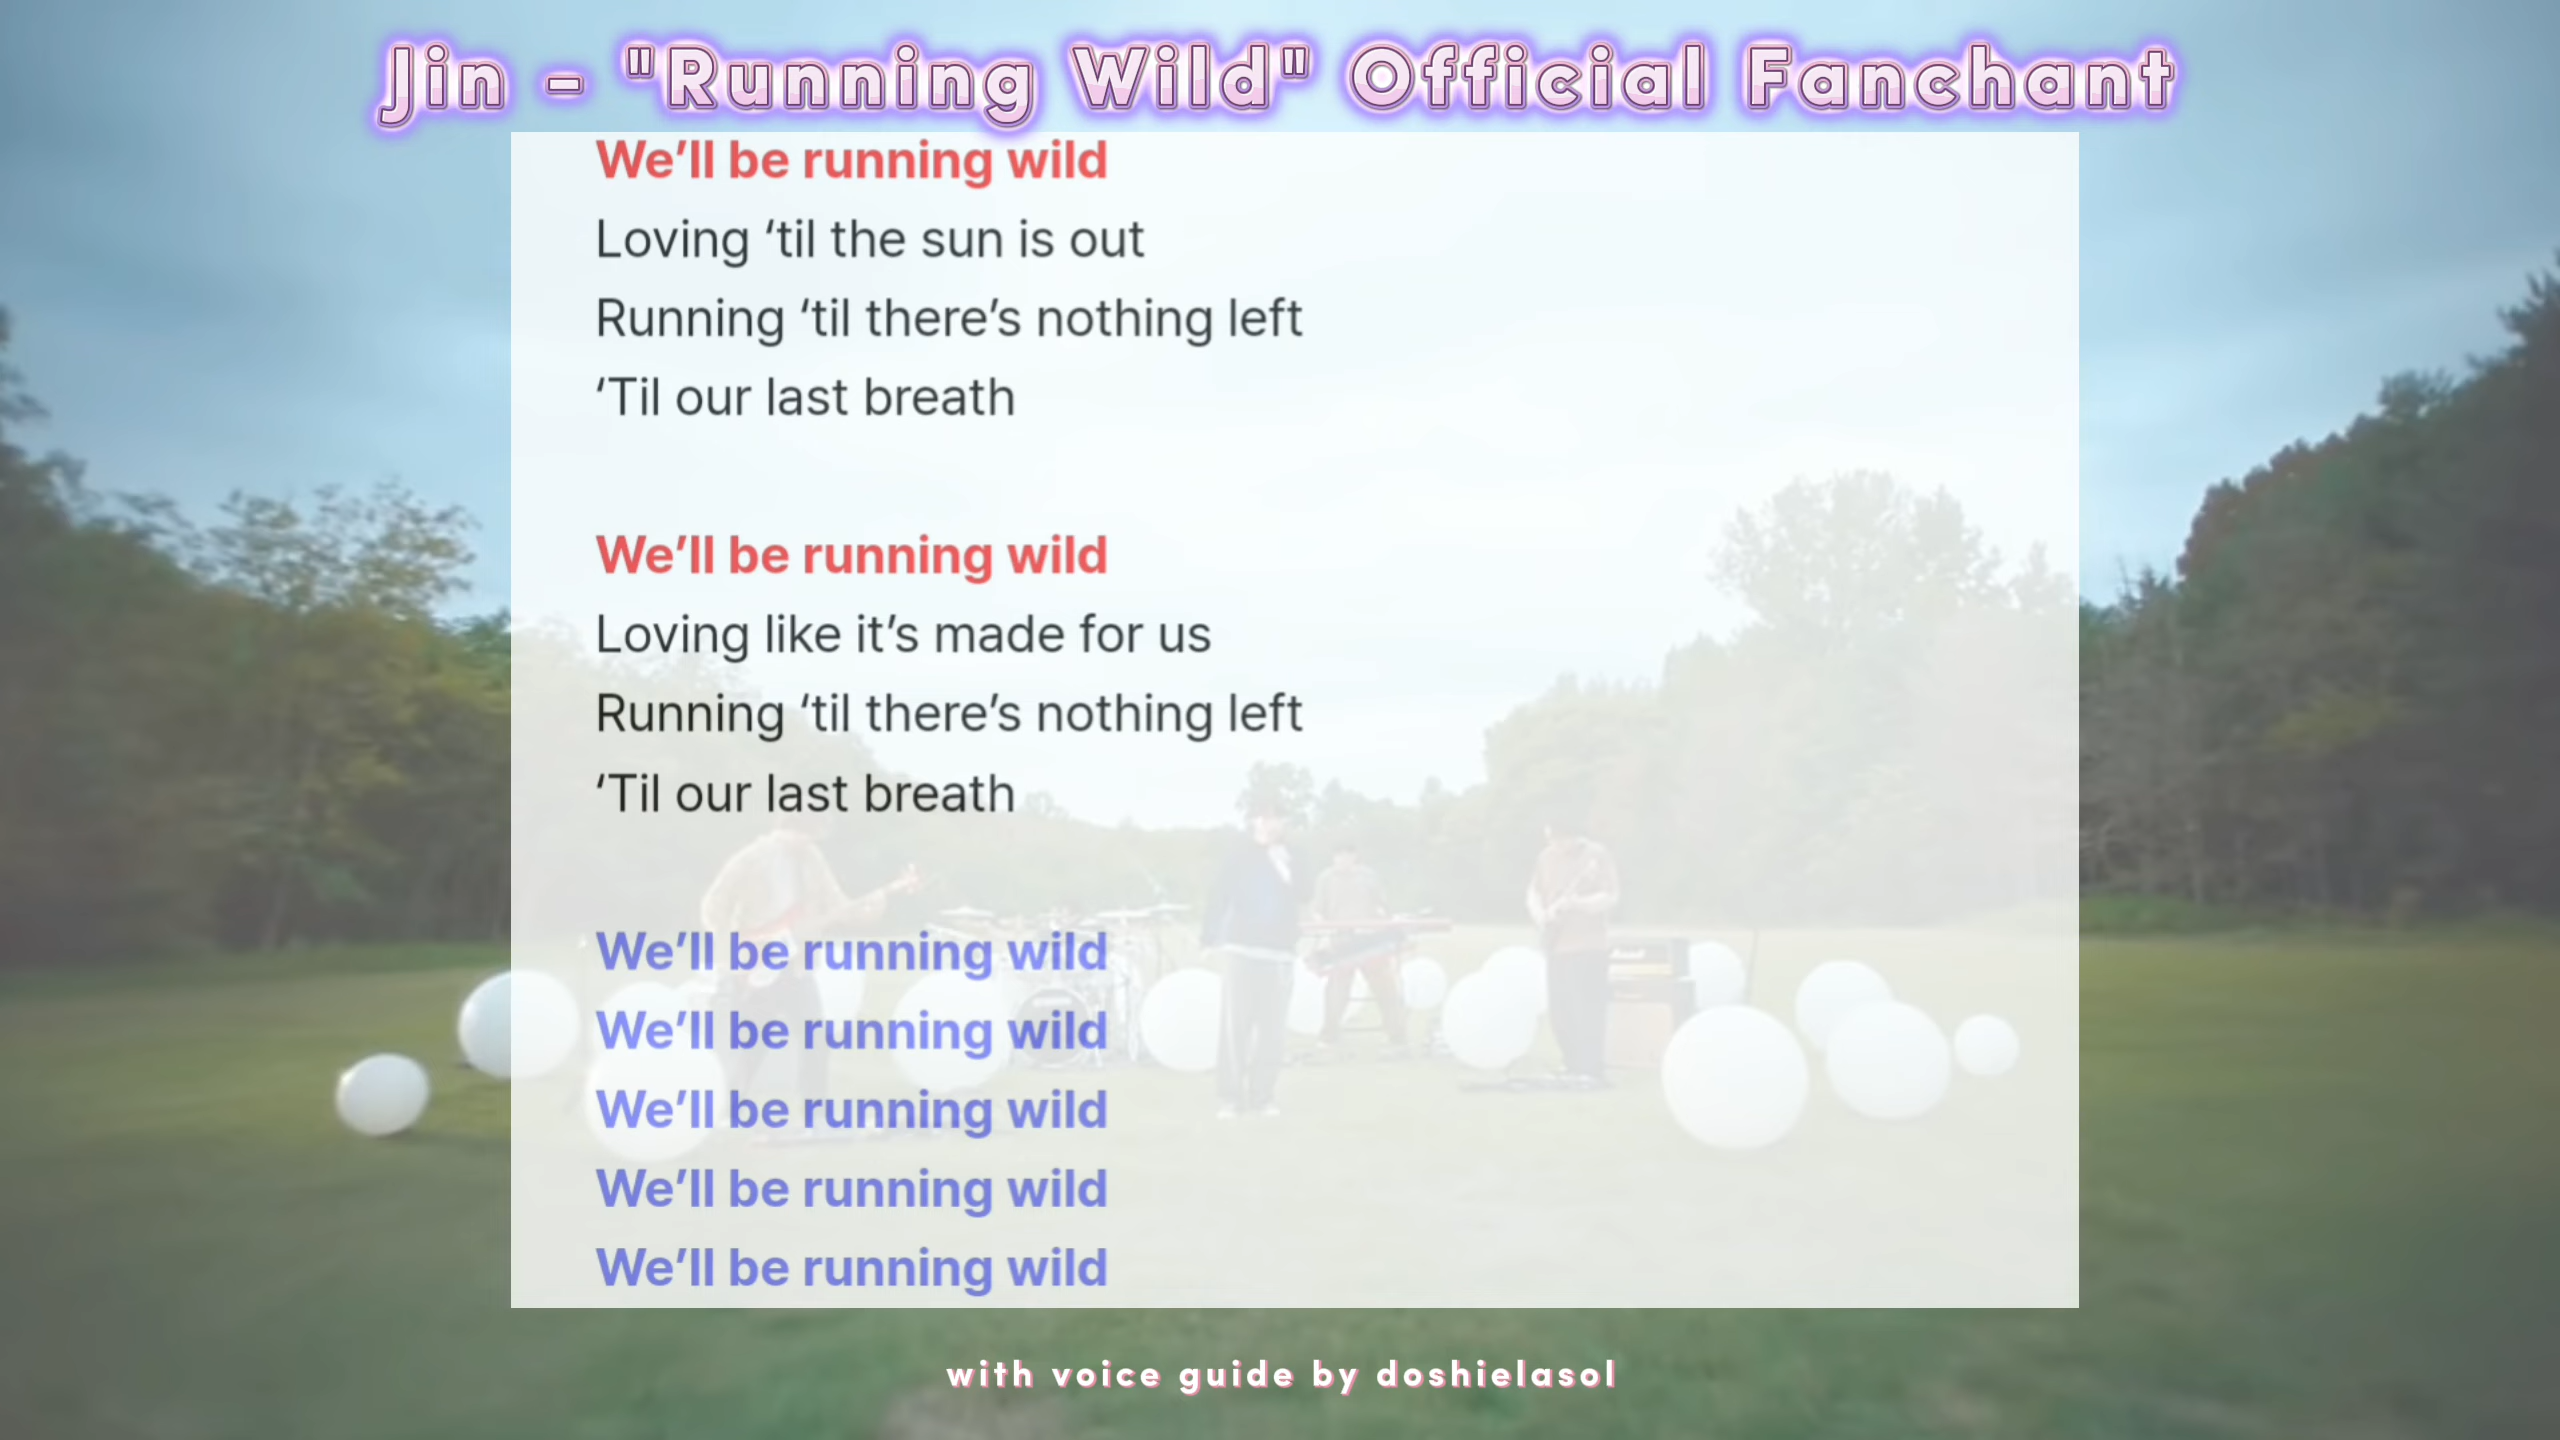 Jin - "Running Wild" Official Fanchant
We’ll be running wild
Loving ‘til the sun is out
Running ‘til there’s nothing left
‘Til our last breath
We’ll be running wild
Loving like it’s made for us
Running ‘til there’s nothing left
‘Til our last breath
We’ll be running wild
We’ll be running wild
We’ll be running wild
We’ll be running wild
We’ll be running wild
with voice guide by doshielasol